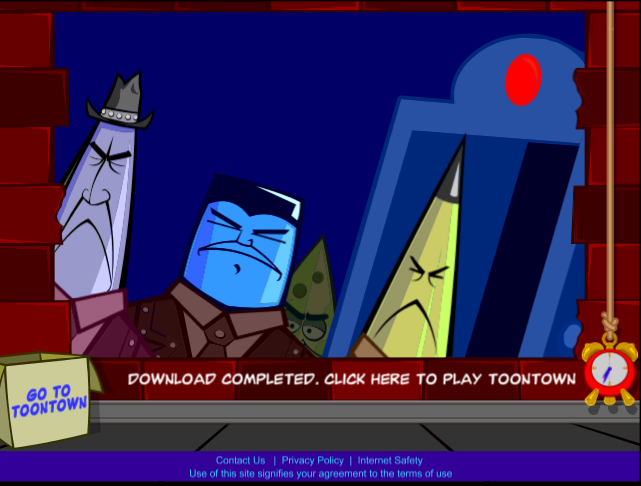 DOWNLOAD COMPLETED. CLICK HERE TO PLAY TOONTOWN
GO TO
TOONTOWN
Contact Us | Privacy Policy | Internet Safety
Use of this site signifies your agreement to the terms of use